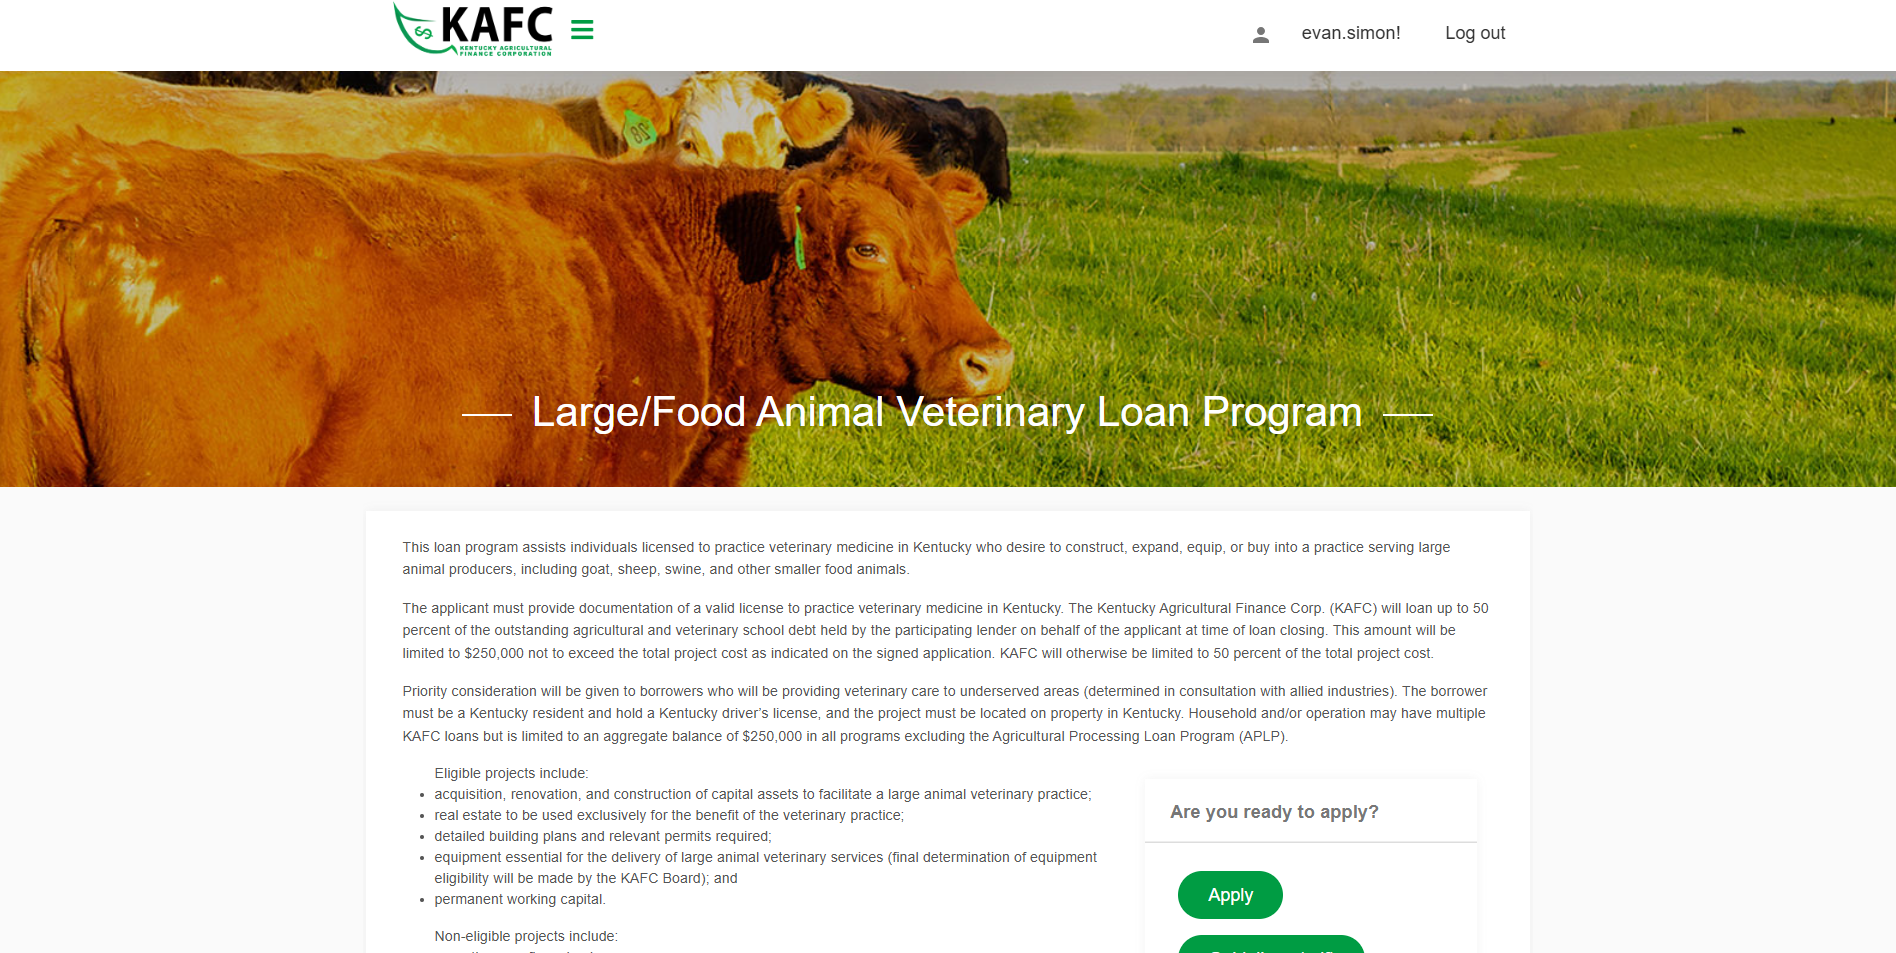 KAFC
KENTUCKY AGRICULTURAL
FINANCE CORPORATION
evan.simon!
Log out
28
Large/Food Animal Veterinary Loan Program
This loan program assists individuals licensed to practice veterinary medicine in Kentucky who desire to construct, expand, equip, or buy into a practice serving large
animal producers, including goat, sheep, swine, and other smaller food animals.
The applicant must provide documentation of a valid license to practice veterinary medicine in Kentucky. The Kentucky Agricultural Finance Corp. (KAFC) will loan up to 50
percent of the outstanding agricultural and veterinary school debt held by the participating lender on behalf of the applicant at time of loan closing. This amount will be
limited to $250,000 not to exceed the total project cost as indicated on the signed application. KAFC will otherwise be limited to 50 percent of the total project cost.
Priority consideration will be given to borrowers who will be providing veterinary care to underserved areas (determined in consultation with allied industries). The borrower
must be a Kentucky resident and hold a Kentucky driver’s license, and the project must be located on property in Kentucky. Household and/or operation may have multiple
KAFC loans but is limited to an aggregate balance of $250,000 in all programs excluding the Agricultural Processing Loan Program (APLP).
Eligible projects include:
• acquisition, renovation, and construction of capital assets to facilitate a large animal veterinary practice;
• real estate to be used exclusively for the benefit of the veterinary practice;
• detailed building plans and relevant permits required;
• equipment essential for the delivery of large animal veterinary services (final determination of equipment
eligibility will be made by the KAFC Board); and
• permanent working capital.
Non-eligible projects include:
Are you ready to apply?
Apply